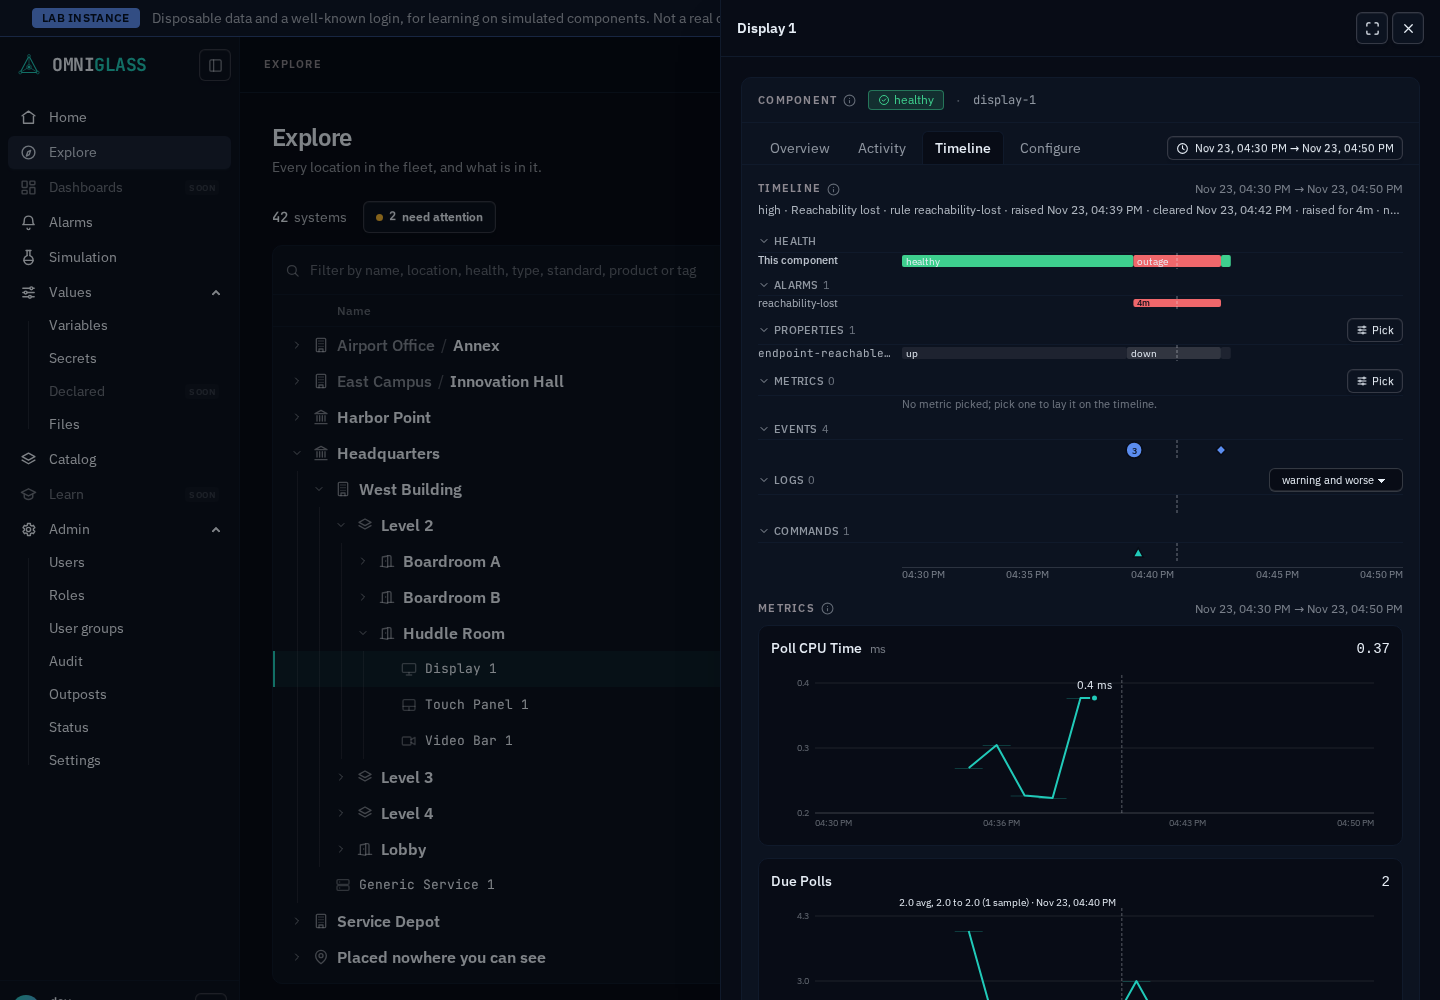 LAB INSTANCE Disposable data and a well-known login, for learning on simulated components. Not a real
OMNIGLASS
EXPLORE
Home
Explore
Dashboards SOON
Alarms
Simulation
Values
Variables
Secrets
Declared SOON
Files
Catalog
Learn SOON
Admin
Users
Roles
User groups
Audit
Outposts
Status
Settings
dev
Explore
Every location in the fleet, and what is in it.
42 systems 2 need attention
Filter by name, location, health, type, standard, product or tag
Name
Airport Office / Annex
East Campus / Innovation Hall
Harbor Point
Headquarters
West Building
Level 2
Boardroom A
Boardroom B
Huddle Room
Display 1
Touch Panel 1
Video Bar 1
Level 3
Level 4
Lobby
Generic Service 1
Service Depot
Placed nowhere you can see
Display 1
COMPONENT healthy · display-1
Overview Activity Timeline Configure Nov 23, 04:30 PM → Nov 23, 04:50 PM
TIMELINE Nov 23, 04:30 PM → Nov 23, 04:50 PM
high · Reachability lost · rule reachability-lost · raised Nov 23, 04:39 PM · cleared Nov 23, 04:42 PM · raised for 4m · n...
HEALTH
This component healthy outage
ALARMS 1
reachability-lost 4m
PROPERTIES 1 Pick
endpoint-reachable... up down
METRICS 0 Pick
No metric picked; pick one to lay it on the timeline.
EVENTS 4
3
LOGS 0 warning and worse
COMMANDS 1
04:30 PM 04:35 PM 04:40 PM 04:45 PM 04:50 PM
METRICS Nov 23, 04:30 PM → Nov 23, 04:50 PM
Poll CPU Time ms 0.37
0.4 ms
0.4
0.3
0.2
04:30 PM 04:36 PM 04:43 PM 04:50 PM
Due Polls 2
2.0 avg, 2.0 to 2.0 (1 sample) · Nov 23, 04:40 PM
4.3
3.0